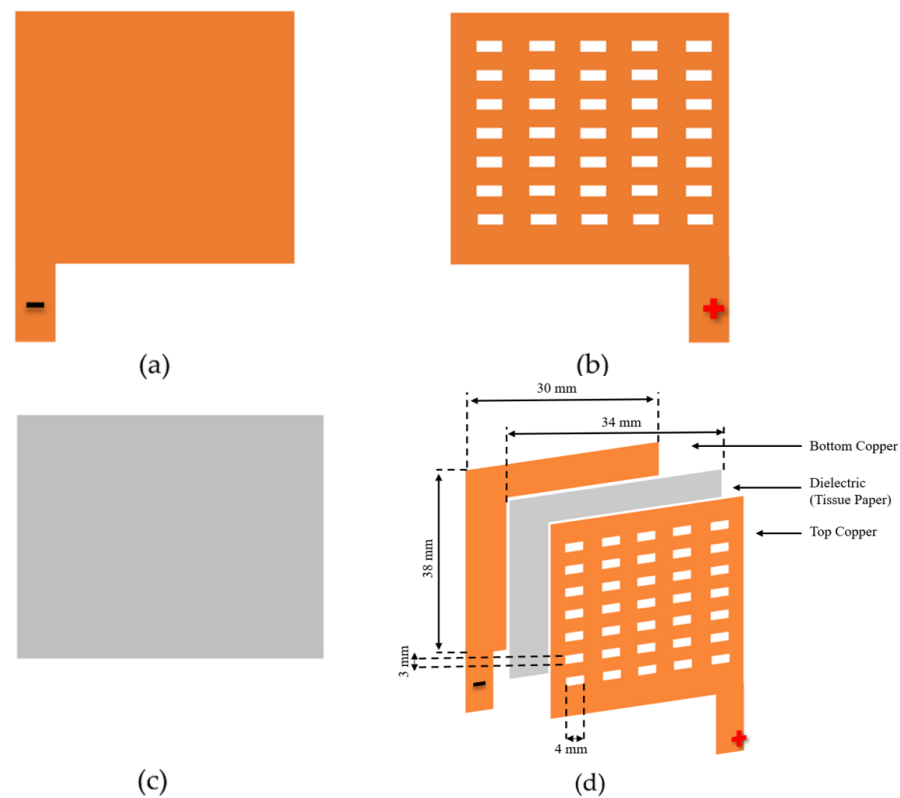 (a)
(b)
30 mm
34 mm
Bottom Copper
Dielectric
(Tissue Paper)
Top Copper
38 mm
3 mm
4 mm
(c)
(d)